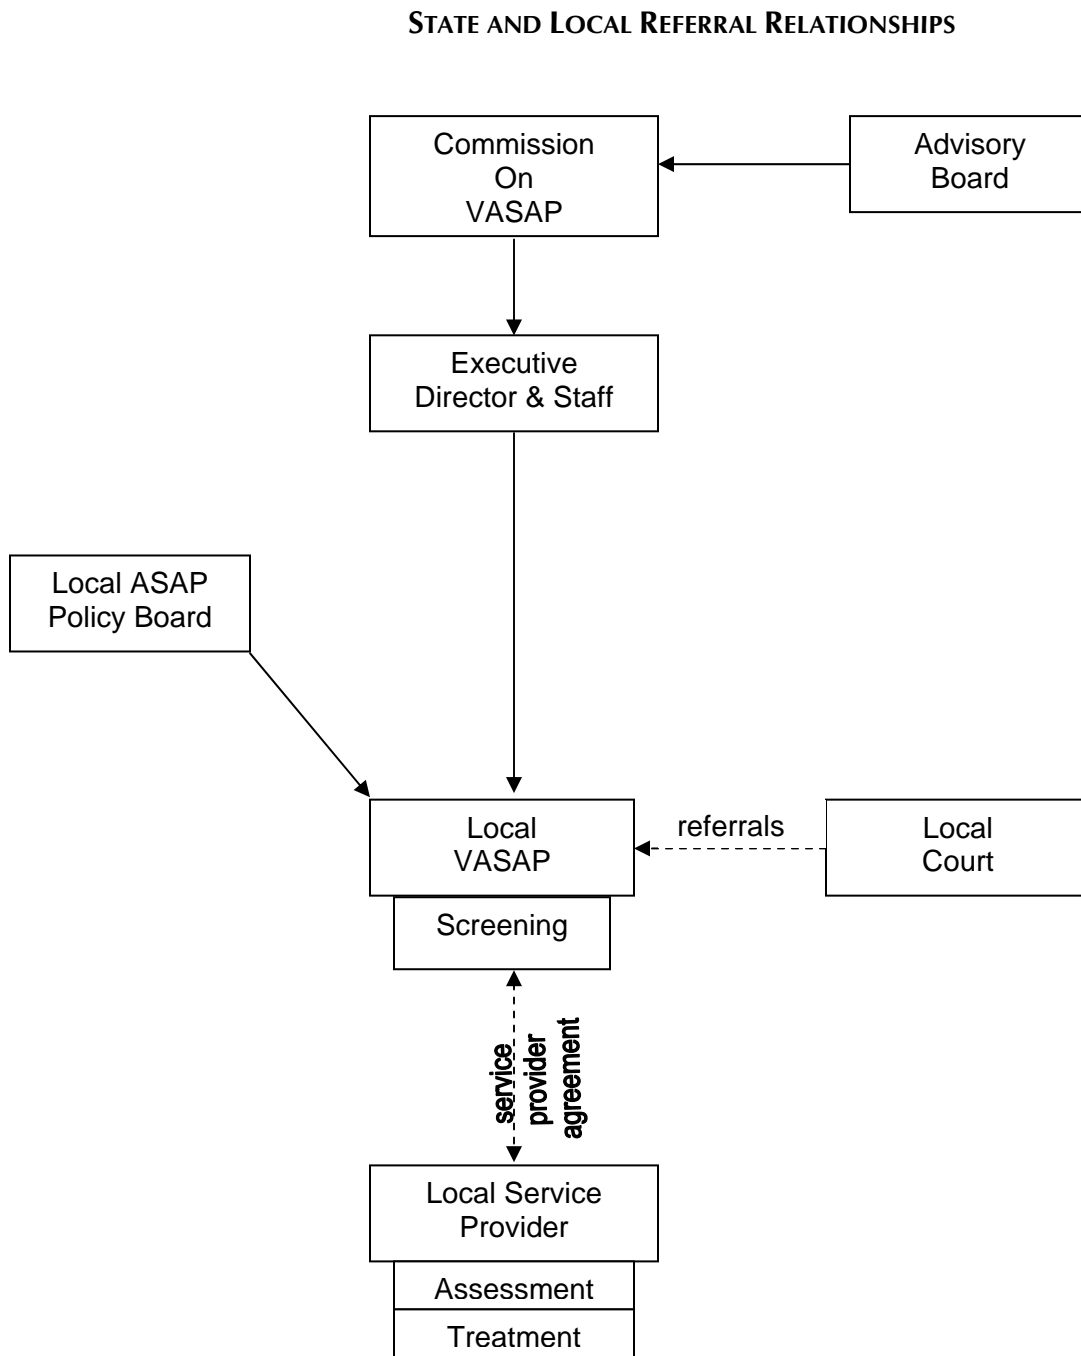 STATE AND LOCAL REFERRAL RELATIONSHIPS
Commission
On
VASAP
Advisory
Board
Executive
Director & Staff
Local ASAP
Policy Board
Local
VASAP
referrals
Local
Court
Screening
service
provider
agreement
Local Service
Provider
Assessment
Treatment